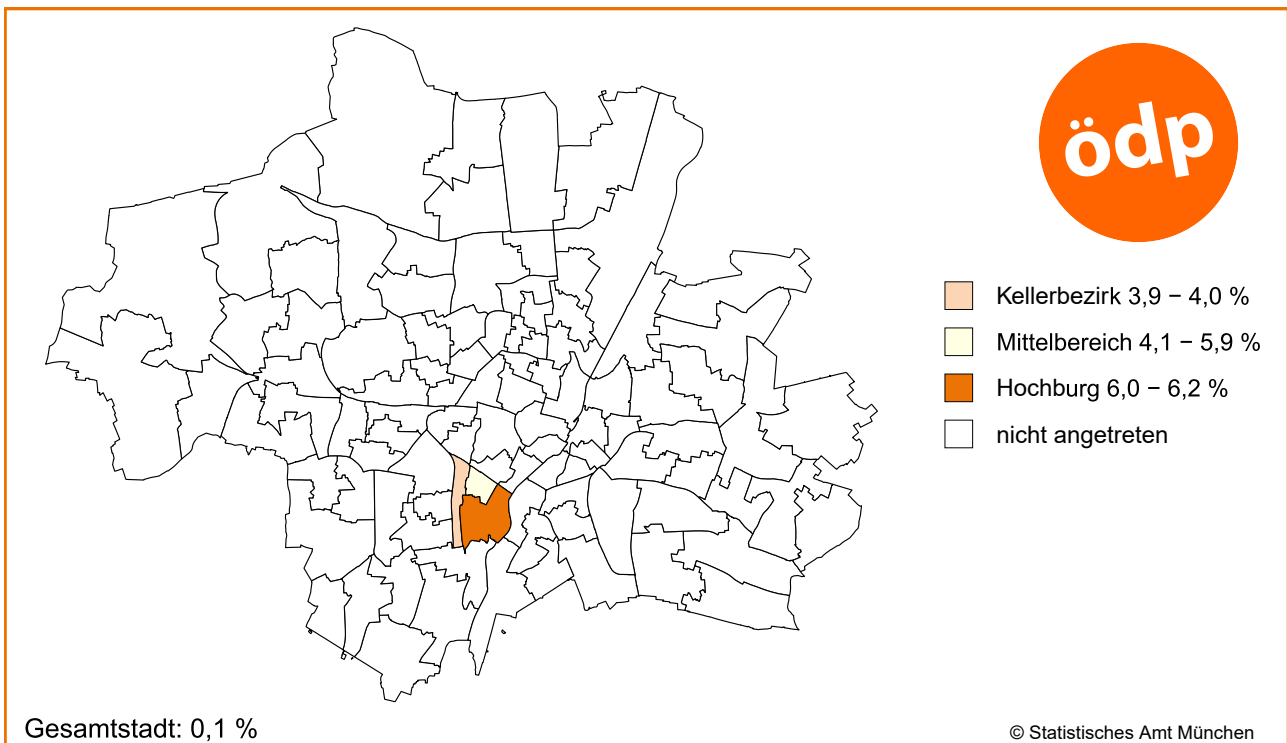 ödp
Kellerbezirk 3,9 – 4,0 %
Mittelbereich 4,1 – 5,9 %
Hochburg 6,0 – 6,2 %
nicht angetreten
Gesamtstadt: 0,1 %
© Statistisches Amt München